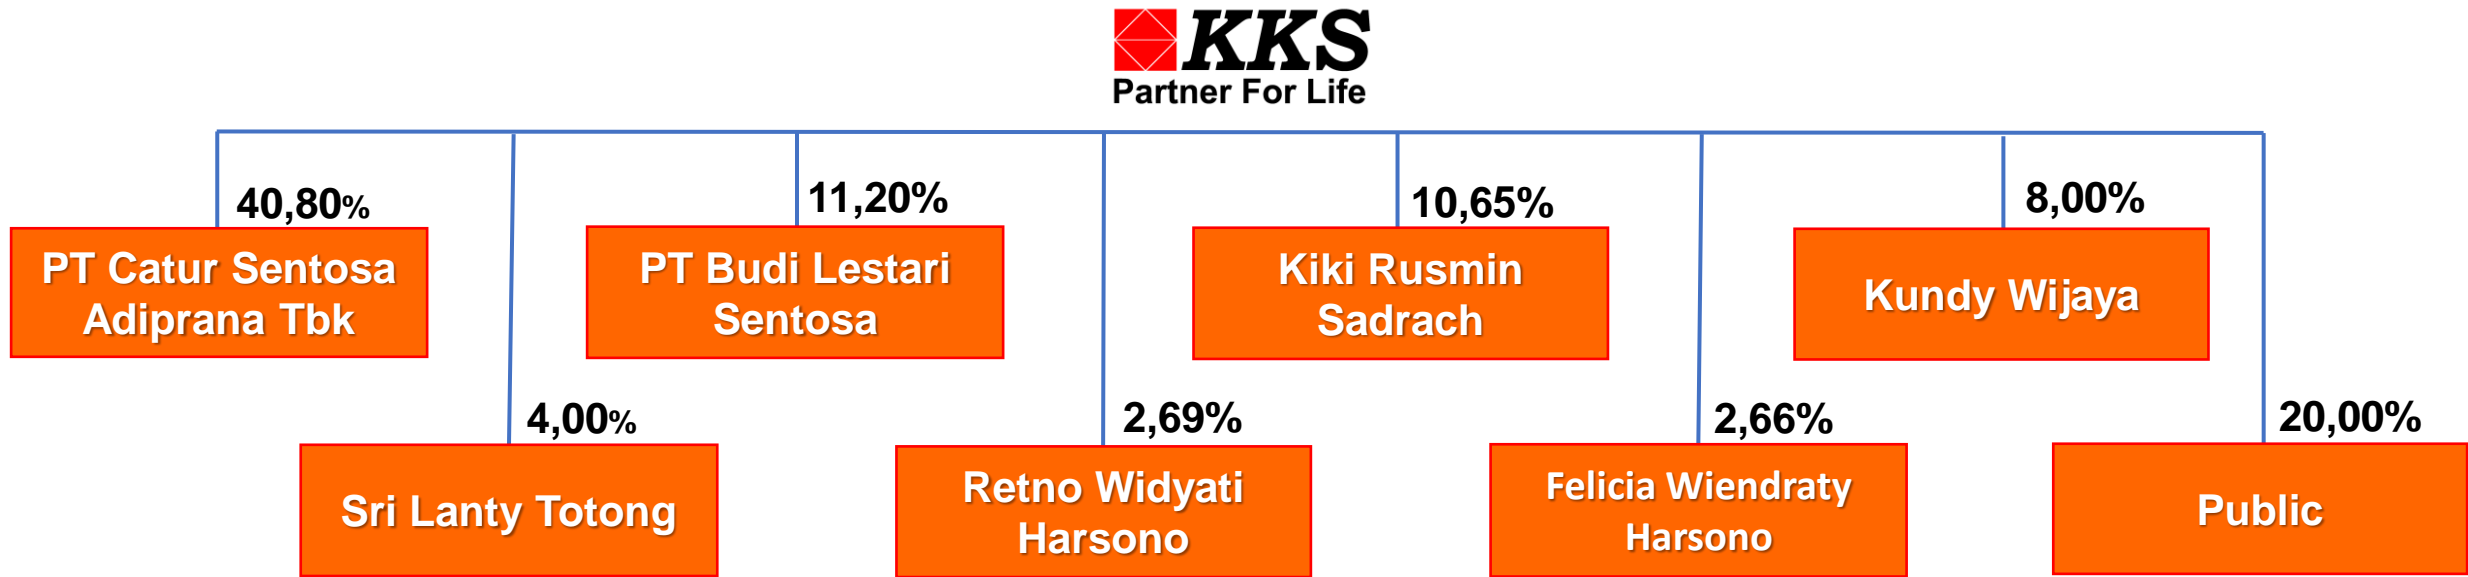 KKS
Partner For Life
40,80%
PT Catur Sentosa
Adiprana Tbk
4,00%
Sri Lanty Totong
11,20%
PT Budi Lestari
Sentosa
2,69%
Retno Widyati
Harsono
10,65%
Kiki Rusmin
Sadrach
2,66%
Felicia Wiendraty
Harsono
8,00%
Kundy Wijaya
20,00%
Public